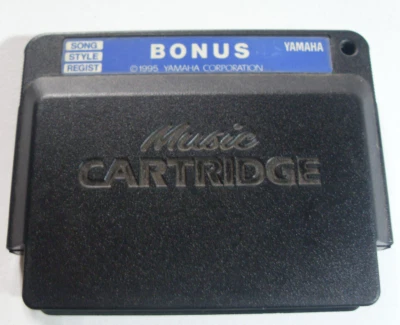 SONG
STYLE
REGIST
BONUS
YAMAHA
©1995 YAMAHA CORPORATION
Music
CARTRIDGE